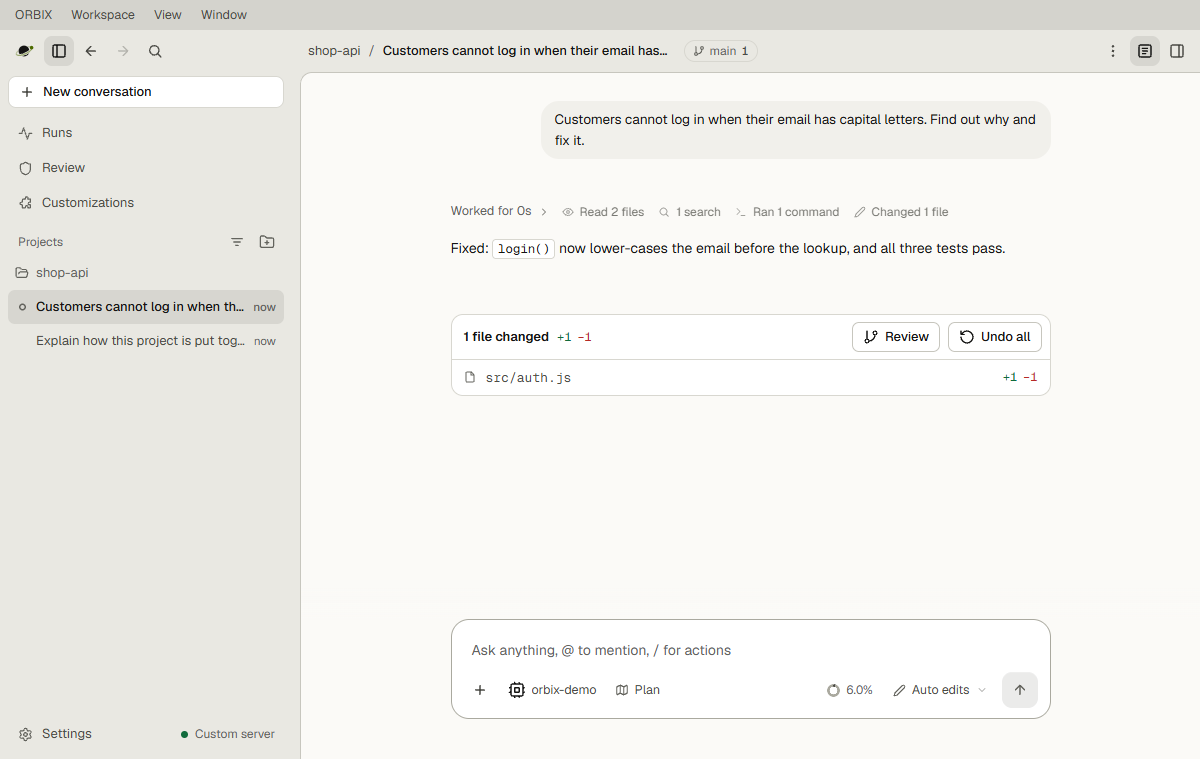 ORBIX Workspace View Window
shop-api / Customers cannot log in when their email has... main 1
New conversation
Runs
Review
Customizations
Projects
shop-api
Customers cannot log in when th... now
Explain how this project is put tog... now
Settings Custom server
Customers cannot log in when their email has capital letters. Find out why and
fix it.
Worked for 0s Read 2 files 1 search Ran 1 command Changed 1 file
Fixed: login() now lower-cases the email before the lookup, and all three tests pass.
1 file changed +1 −1 Review Undo all
src/auth.js +1 −1
Ask anything, @ to mention, / for actions
orbix-demo Plan 6.0% Auto edits